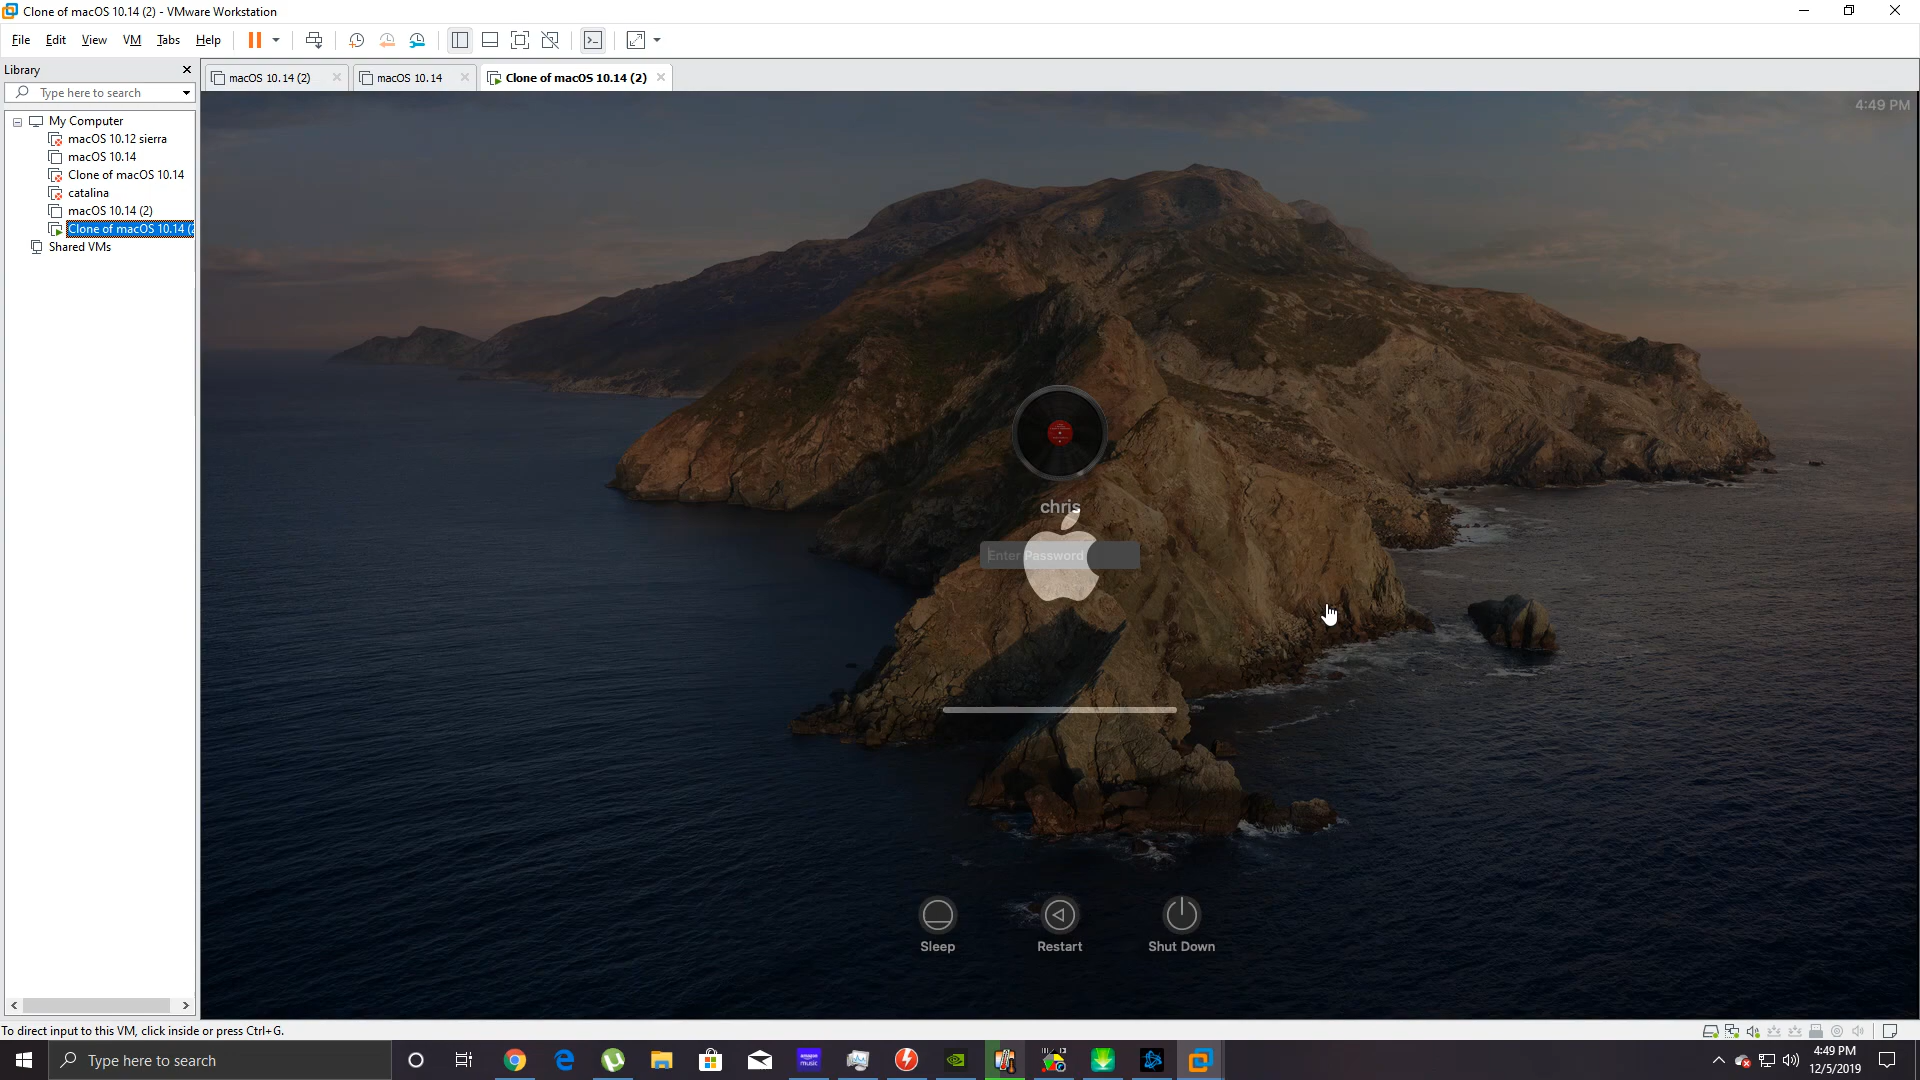 Clone of macOS 10.14 (2) - VMware Workstation
File Edit View VM Tabs Help
Library
macOS 10.14 (2)
macOS 10.14
Clone of macOS 10.14 (2)
Type here to search
4:49 PM
My Computer
macOS 10.12 sierra
macOS 10.14
Clone of macOS 10.14
catalina
macOS 10.14 (2)
Clone of macOS 10.14 (2
Shared VMs
chris
Enter Password
Sleep
Restart
Shut Down
To direct input to this VM, click inside or press Ctrl+G.
Type here to search
amazon music
4:49 PM
12/5/2019